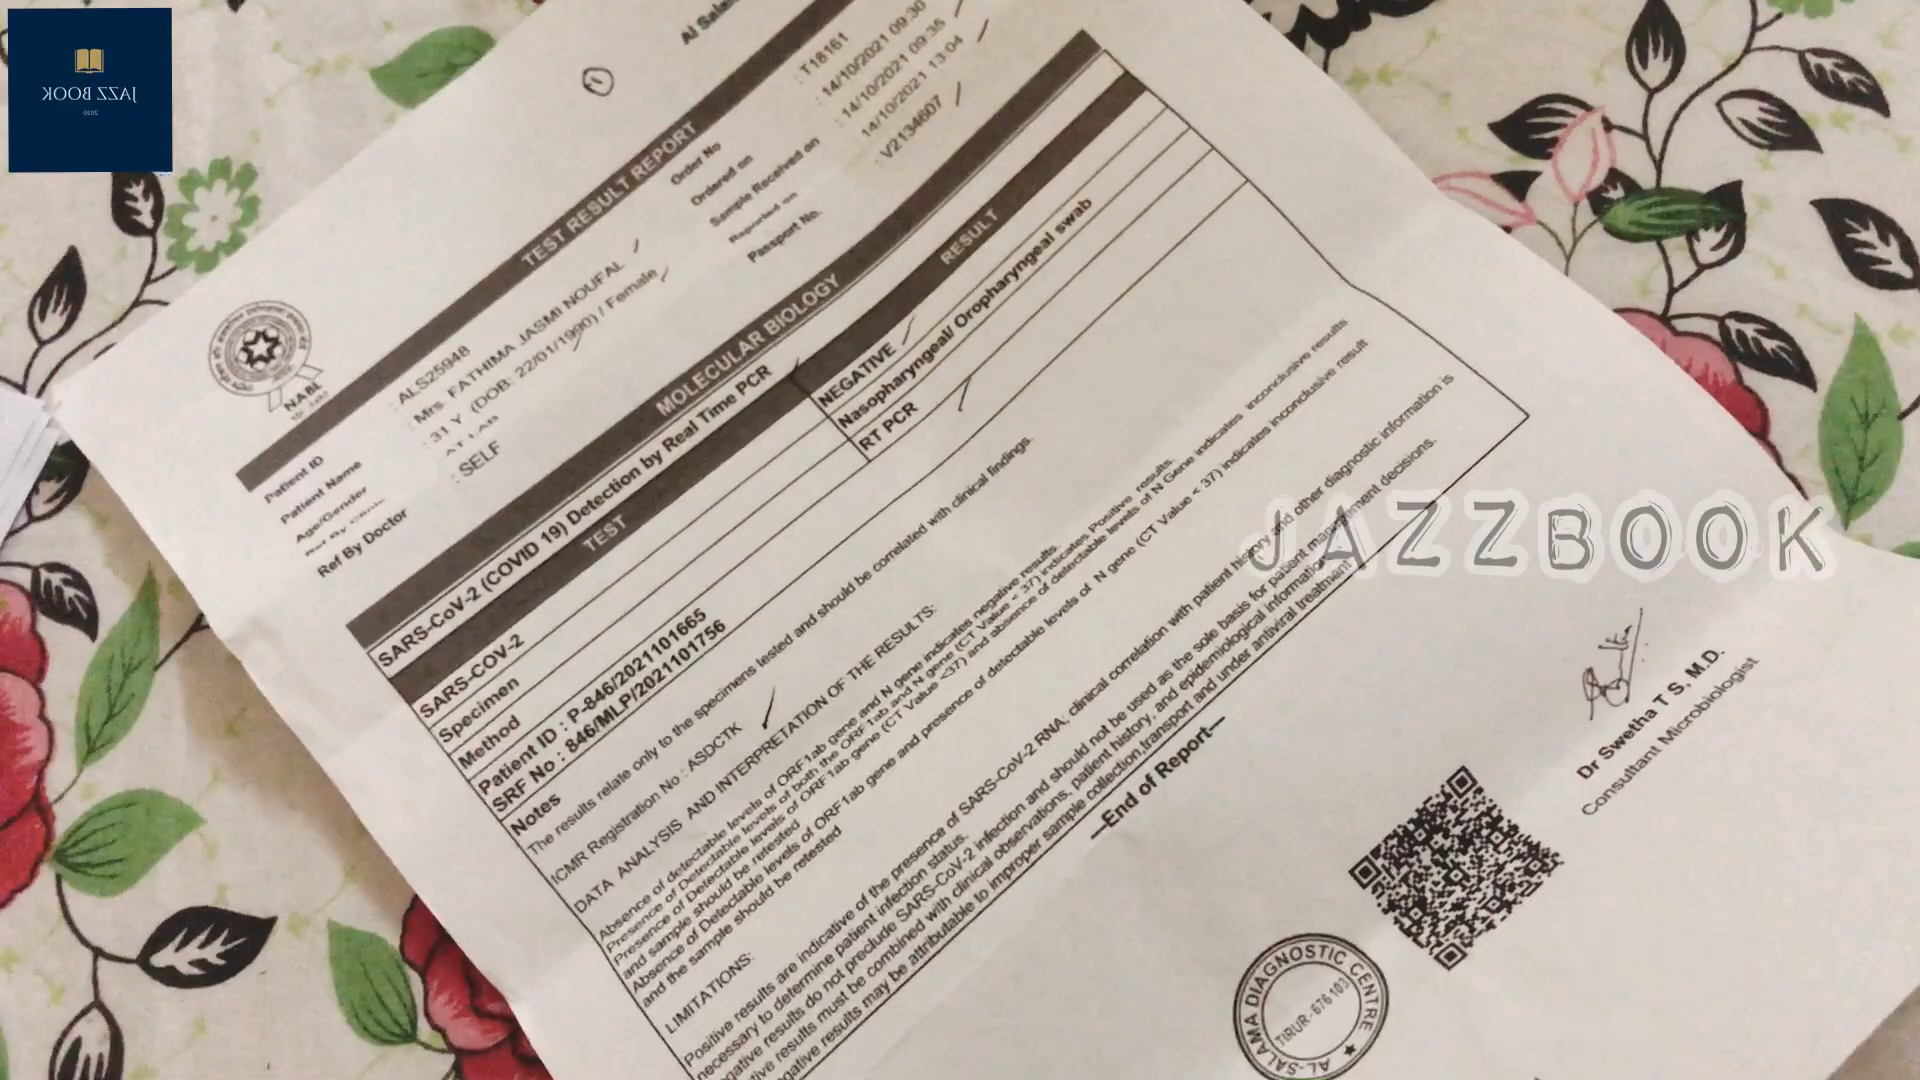 JAZZ BOOK
2020
TEST RESULT REPORT
Patient ID : ALS25948
Patient Name : Mrs FATHIMA JASMI NOUFAL
Age/Gender : 31 Y (DOB: 22/01/1990) / Female
Ref By Doctor : SELF
Order No : T18161
Ordered on : 14/10/2021 09:30
Sample Received on : 14/10/2021 09:35
Reported on : 14/10/2021 13:04
Passport No. : V2134607
NABL
MOLECULAR BIOLOGY
SARS-CoV-2 (COVID 19) Detection by Real Time PCR
TEST RESULT
SARS-COV-2 NEGATIVE
Specimen Nasopharyngeal/ Oropharyngeal swab
Method RT PCR
Patient ID : P-846/2021101665
SRF No : 846/MLP/2021101756
Notes
The results relate only to the specimens tested and should be correlated with clinical findings.
ICMR Registration No : ASDCTK
DATA ANALYSIS AND INTERPRETATION OF THE RESULTS:
Absence of detectable levels of ORF1ab gene and N gene indicates negative results.
Presence of Detectable levels of both the ORF1ab and N gene (CT Value < 37) indicates Positive results.
Presence of Detectable levels of ORF1ab gene (CT Value <37) and absence of detectable levels of N Gene indicates inconclusive results
and sample should be retested
Absence of Detectable levels of ORF1ab gene and presence of detectable levels of N gene (CT Value < 37) indicates inconclusive result
and the sample should be retested
LIMITATIONS:
Positive results are indicative of the presence of SARS-CoV-2 RNA; clinical correlation with patient history and other diagnostic information is
necessary to determine patient infection status.
results do not preclude SARS-CoV-2 infection and should not be used as the sole basis for patient management decisions.
results must be combined with clinical observations, patient history, and epidemiological information
results may be attributable to improper sample collection,transport and under antiviral treatment
—End of Report—
JAZZBOOK
Dr Swetha T S, M.D.
Consultant Microbiologist
AL-SALAMA DIAGNOSTIC CENTRE
TIRUR-676 103